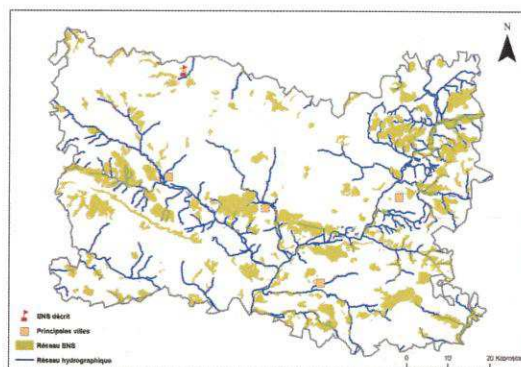 N
ENS décrit
Principales villes
Réseau ENS
Réseau hydrographique
0 10 20 Kilomètres